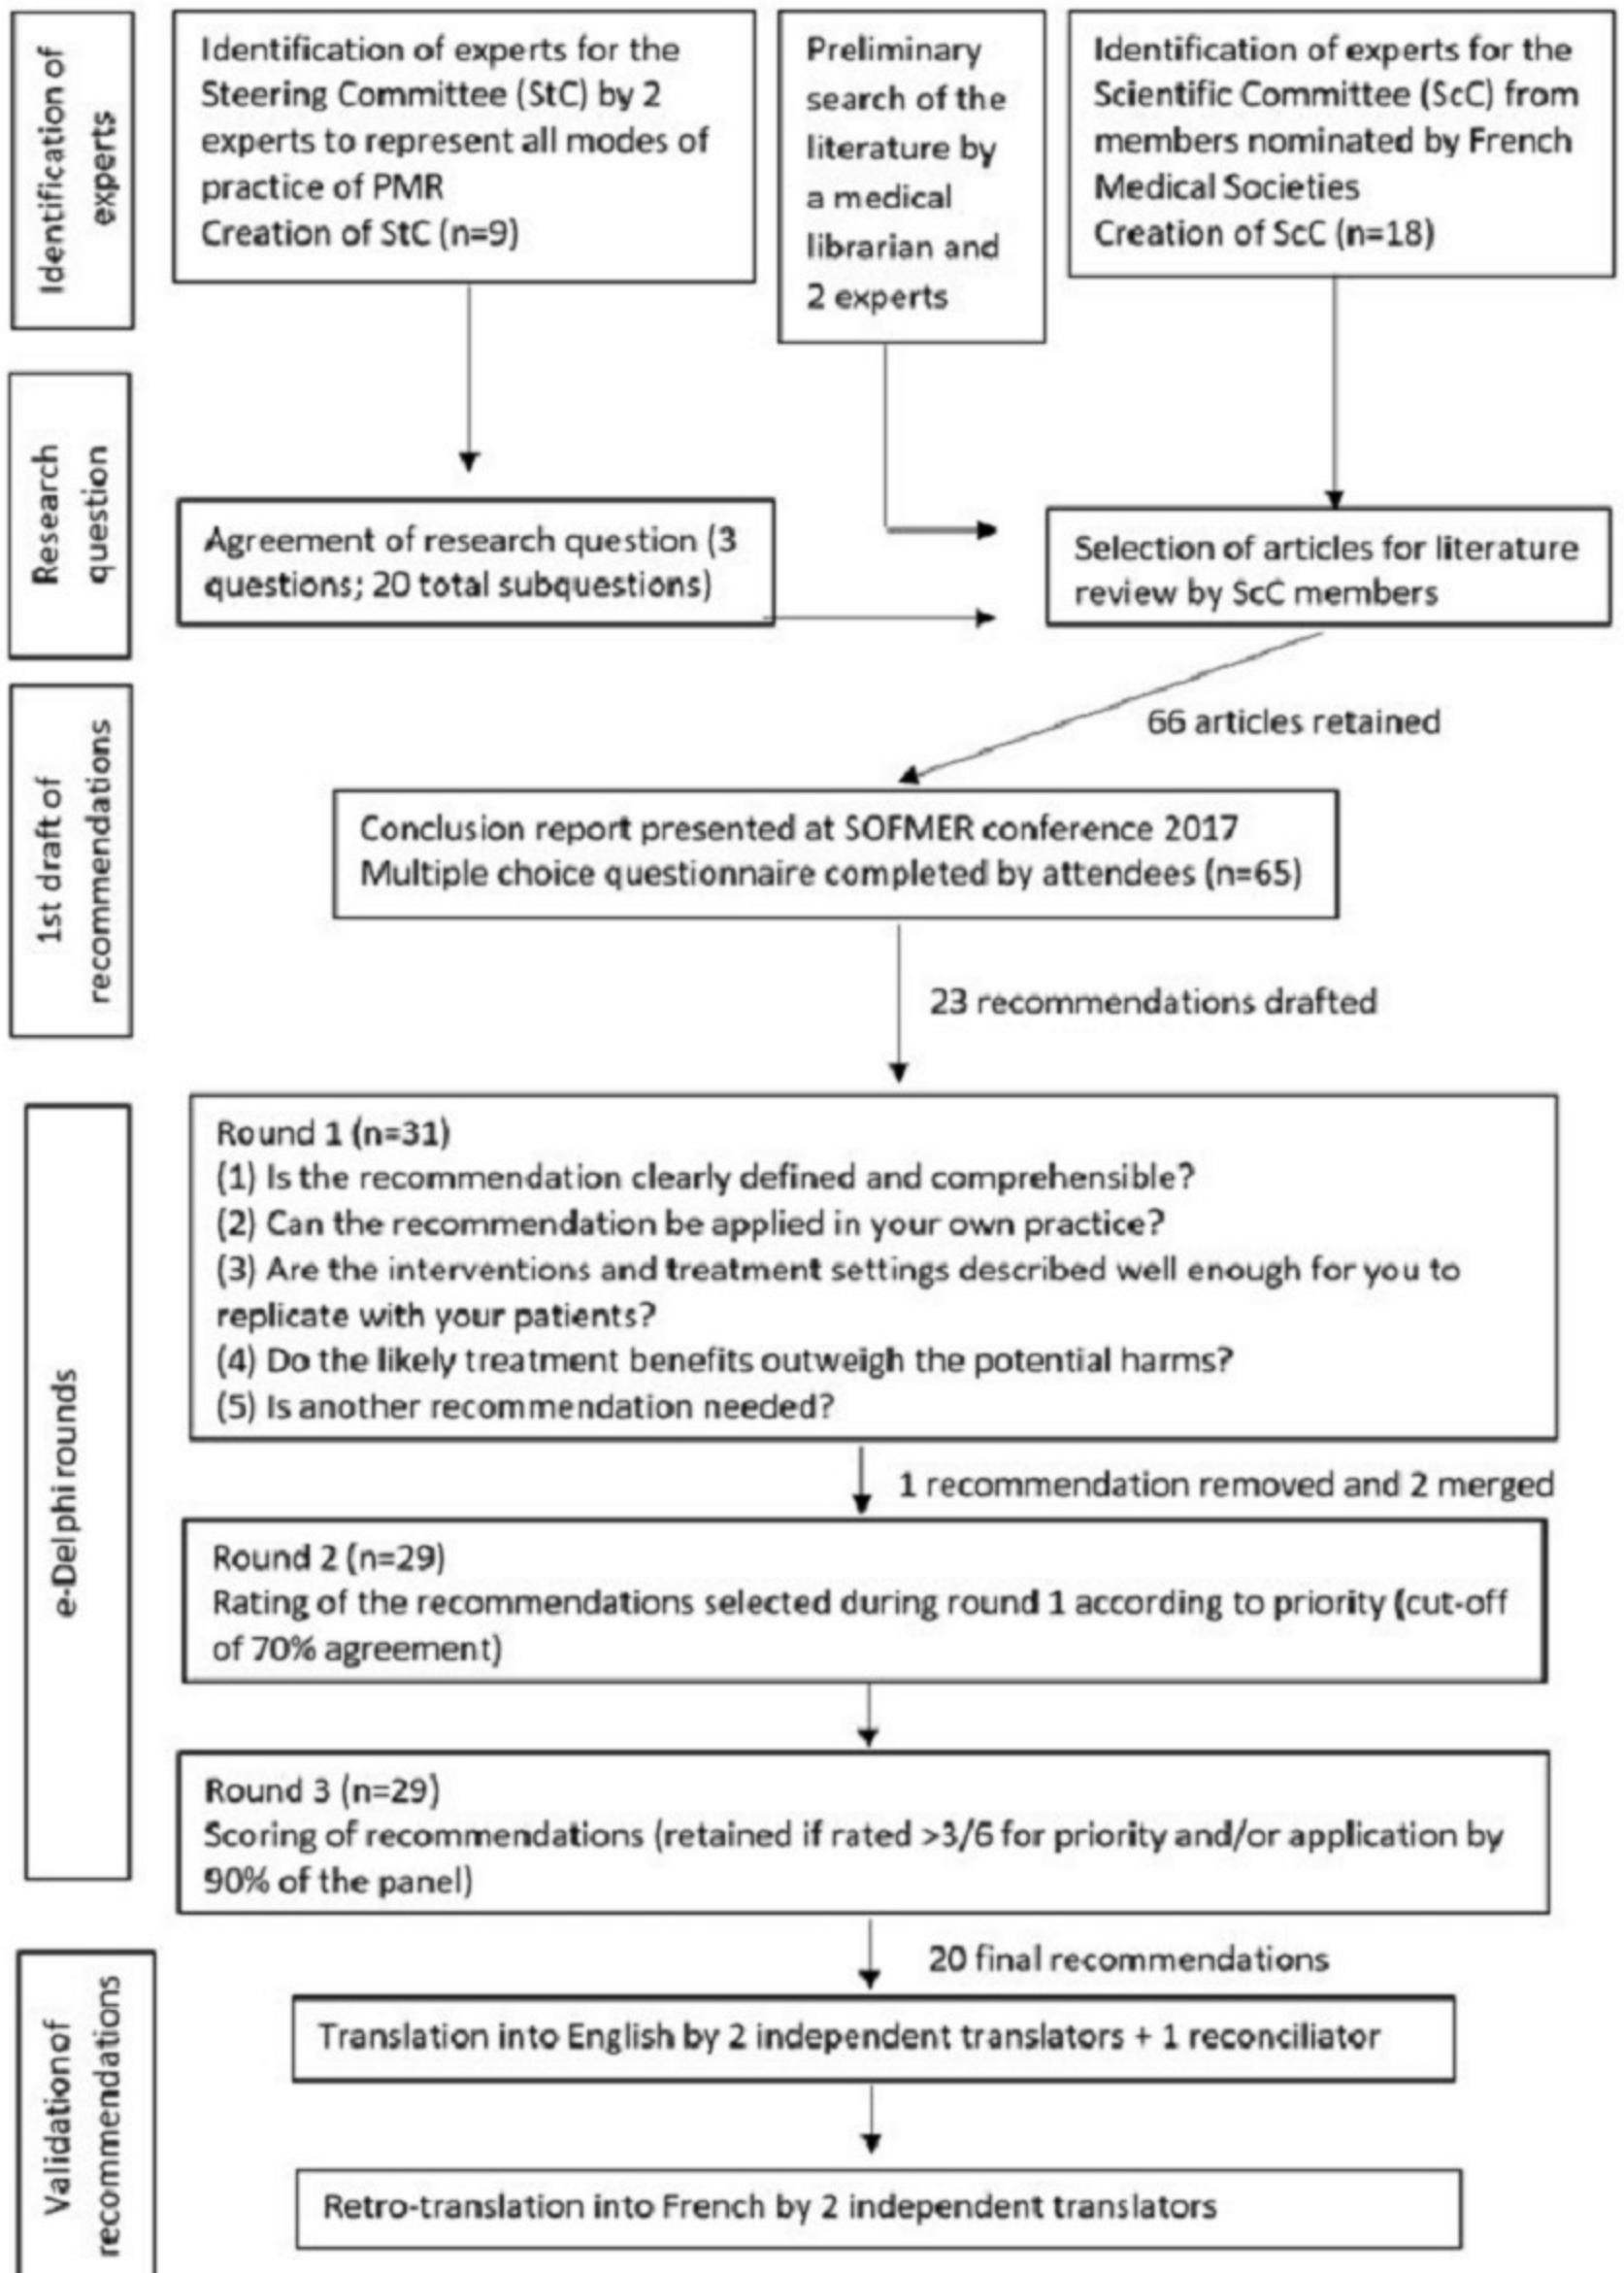 Identification of
experts
Identification of experts for the
Steering Committee (StC) by 2
experts to represent all modes of
practice of PMR
Creation of StC (n=9)
Preliminary
search of the
literature by
a medical
librarian and
2 experts
Identification of experts for the
Scientific Committee (ScC) from
members nominated by French
Medical Societies
Creation of ScC (n=18)
Research
question
Agreement of research question (3
questions; 20 total subquestions)
Selection of articles for literature
review by ScC members
66 articles retained
1st draft of
recommendations
Conclusion report presented at SOFMER conference 2017
Multiple choice questionnaire completed by attendees (n=65)
23 recommendations drafted
e-Delphi rounds
Round 1 (n=31)
(1) Is the recommendation clearly defined and comprehensible?
(2) Can the recommendation be applied in your own practice?
(3) Are the interventions and treatment settings described well enough for you to
replicate with your patients?
(4) Do the likely treatment benefits outweigh the potential harms?
(5) Is another recommendation needed?
1 recommendation removed and 2 merged
Round 2 (n=29)
Rating of the recommendations selected during round 1 according to priority (cut-off
of 70% agreement)
Round 3 (n=29)
Scoring of recommendations (retained if rated >3/6 for priority and/or application by
90% of the panel)
20 final recommendations
Validation of
recommendations
Translation into English by 2 independent translators + 1 reconciliator
Retro-translation into French by 2 independent translators